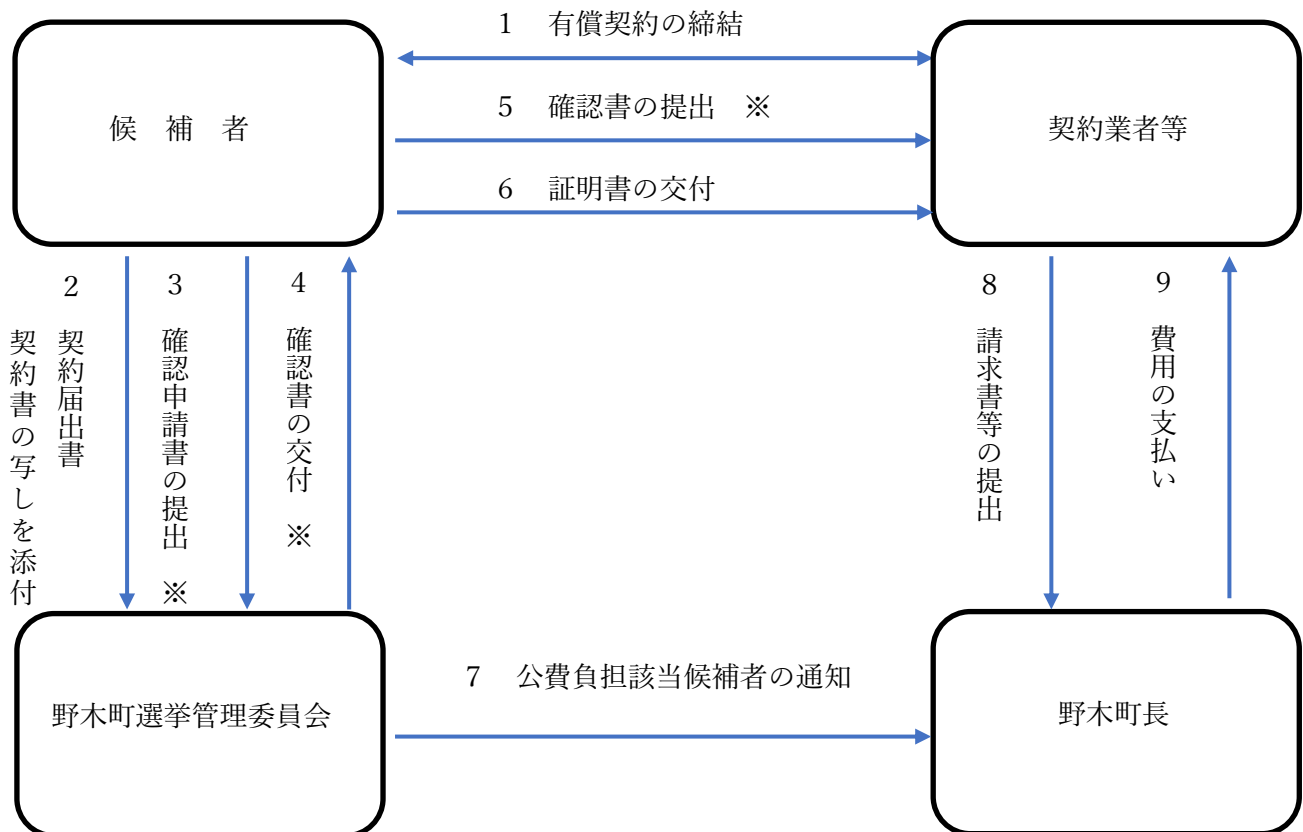 1　有償契約の締結
候　補　者
5　確認書の提出　※
契約業者等
6　証明書の交付
2　契約届出書
契約書の写しを添付
3　確認申請書の提出　※
4　確認書の交付　※
8　請求書等の提出
9　費用の支払い
野木町選挙管理委員会
7　公費負担該当候補者の通知
野木町長